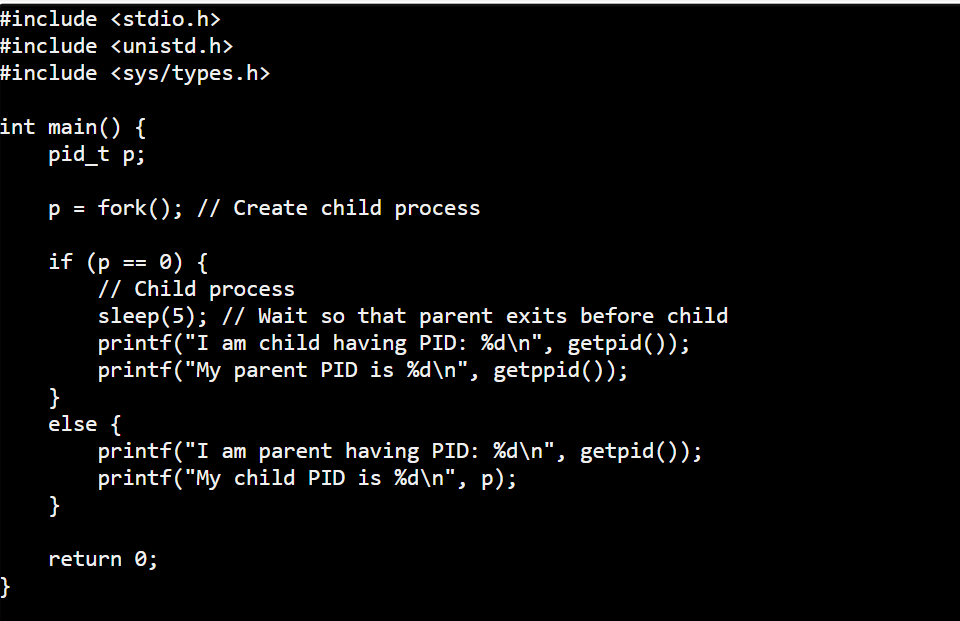 #include <stdio.h>
#include <unistd.h>
#include <sys/types.h>

int main() {
    pid_t p;

    p = fork(); // Create child process

    if (p == 0) {
        // Child process
        sleep(5); // Wait so that parent exits before child
        printf("I am child having PID: %d\n", getpid());
        printf("My parent PID is %d\n", getppid());
    }
    else {
        printf("I am parent having PID: %d\n", getpid());
        printf("My child PID is %d\n", p);
    }

    return 0;
}